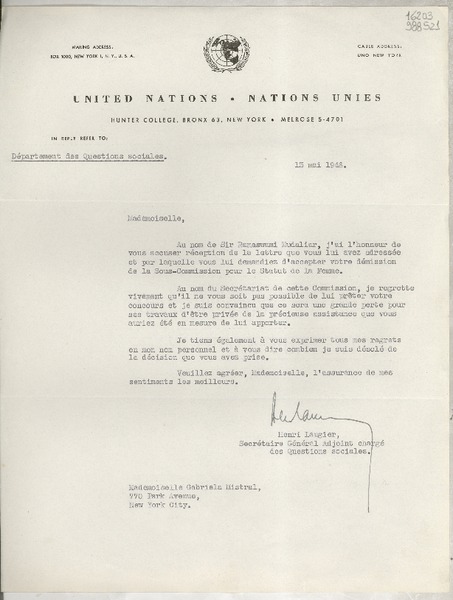 16203
988521
MAILING ADDRESS:
BOX 1000, NEW YORK 1, N. Y., U. S. A.
CABLE ADDRESS:
UNO NEW YORK
UNITED NATIONS • NATIONS UNIES
HUNTER COLLEGE, BRONX 63, NEW YORK • MELROSE 5-4701
IN REPLY REFER TO:
Département des Questions sociales.
13 mai 1946.
Mademoiselle,
Au nom de Sir Ramaswami Mudaliar, j'ai l'honneur de
vous accuser réception de la lettre que vous lui avez adressée
et par laquelle vous lui demandiez d'accepter votre démission
de la Sous-Commission pour le Statut de la Femme.
Au nom du Secrétariat de cette Commission, je regrette
vivement qu'il ne vous soit pas possible de lui prêter votre
concours et je suis convaincu que ce sera une grande perte pour
ses travaux d'être privée de la précieuse assistance que vous
auriez été en mesure de lui apporter.
Je tiens également à vous exprimer tous mes regrets
en mon nom personnel et à vous dire combien je suis désolé de
la décision que vous avez prise.
Veuillez agréer, Mademoiselle, l'assurance de mes
sentiments les meilleurs.
Henri Laugier,
Secrétaire Général Adjoint chargé
des Questions sociales.
Mademoiselle Gabriela Mistral,
770 Park Avenue,
New York City.